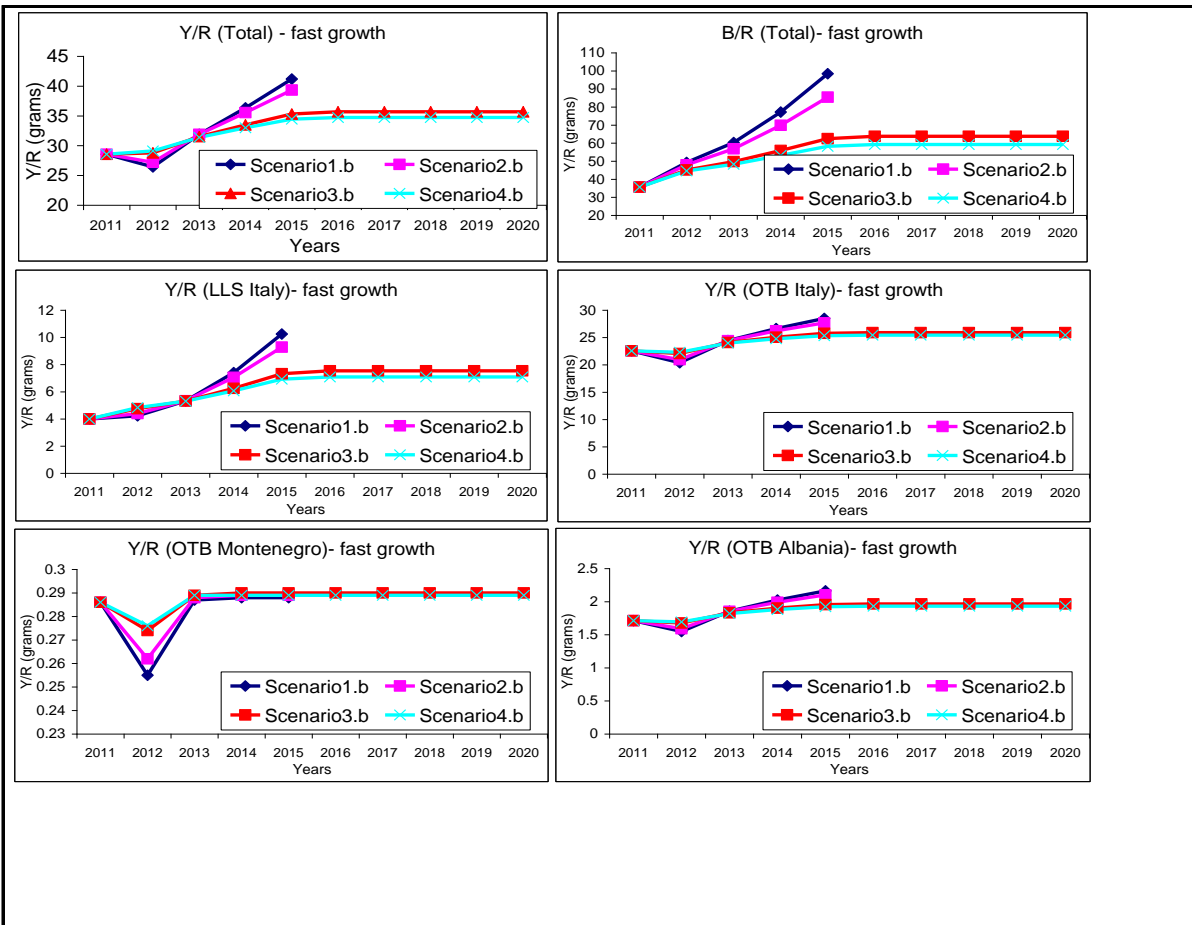 Y/R (Total) - fast growth
45
40
35
30
25
20
Y/R (grams)
Scenario1.b
Scenario2.b
Scenario3.b
Scenario4.b
2011 2012 2013 2014 2015 2016 2017 2018 2019 2020
Years
B/R (Total)- fast growth
110
100
90
80
70
60
50
40
30
20
Y/R (grams)
Scenario1.b
Scenario2.b
Scenario3.b
Scenario4.b
2011 2012 2013 2014 2015 2016 2017 2018 2019 2020
Years
Y/R (LLS Italy)- fast growth
12
10
8
6
4
2
0
Y/R (grams)
Scenario1.b
Scenario2.b
Scenario3.b
Scenario4.b
2011 2012 2013 2014 2015 2016 2017 2018 2019 2020
Years
Y/R (OTB Italy)- fast growth
30
25
20
15
10
5
0
Y/R (grams)
Scenario1.b
Scenario2.b
Scenario3.b
Scenario4.b
2011 2012 2013 2014 2015 2016 2017 2018 2019 2020
Years
Y/R (OTB Montenegro)- fast growth
0.3
0.29
0.28
0.27
0.26
0.25
0.24
0.23
Y/R (grams)
Scenario1.b
Scenario2.b
Scenario3.b
Scenario4.b
2011 2012 2013 2014 2015 2016 2017 2018 2019 2020
Years
Y/R (OTB Albania)- fast growth
2.5
2
1.5
1
0.5
0
Y/R (grams)
Scenario1.b
Scenario2.b
Scenario3.b
Scenario4.b
2011 2012 2013 2014 2015 2016 2017 2018 2019 2020
Years